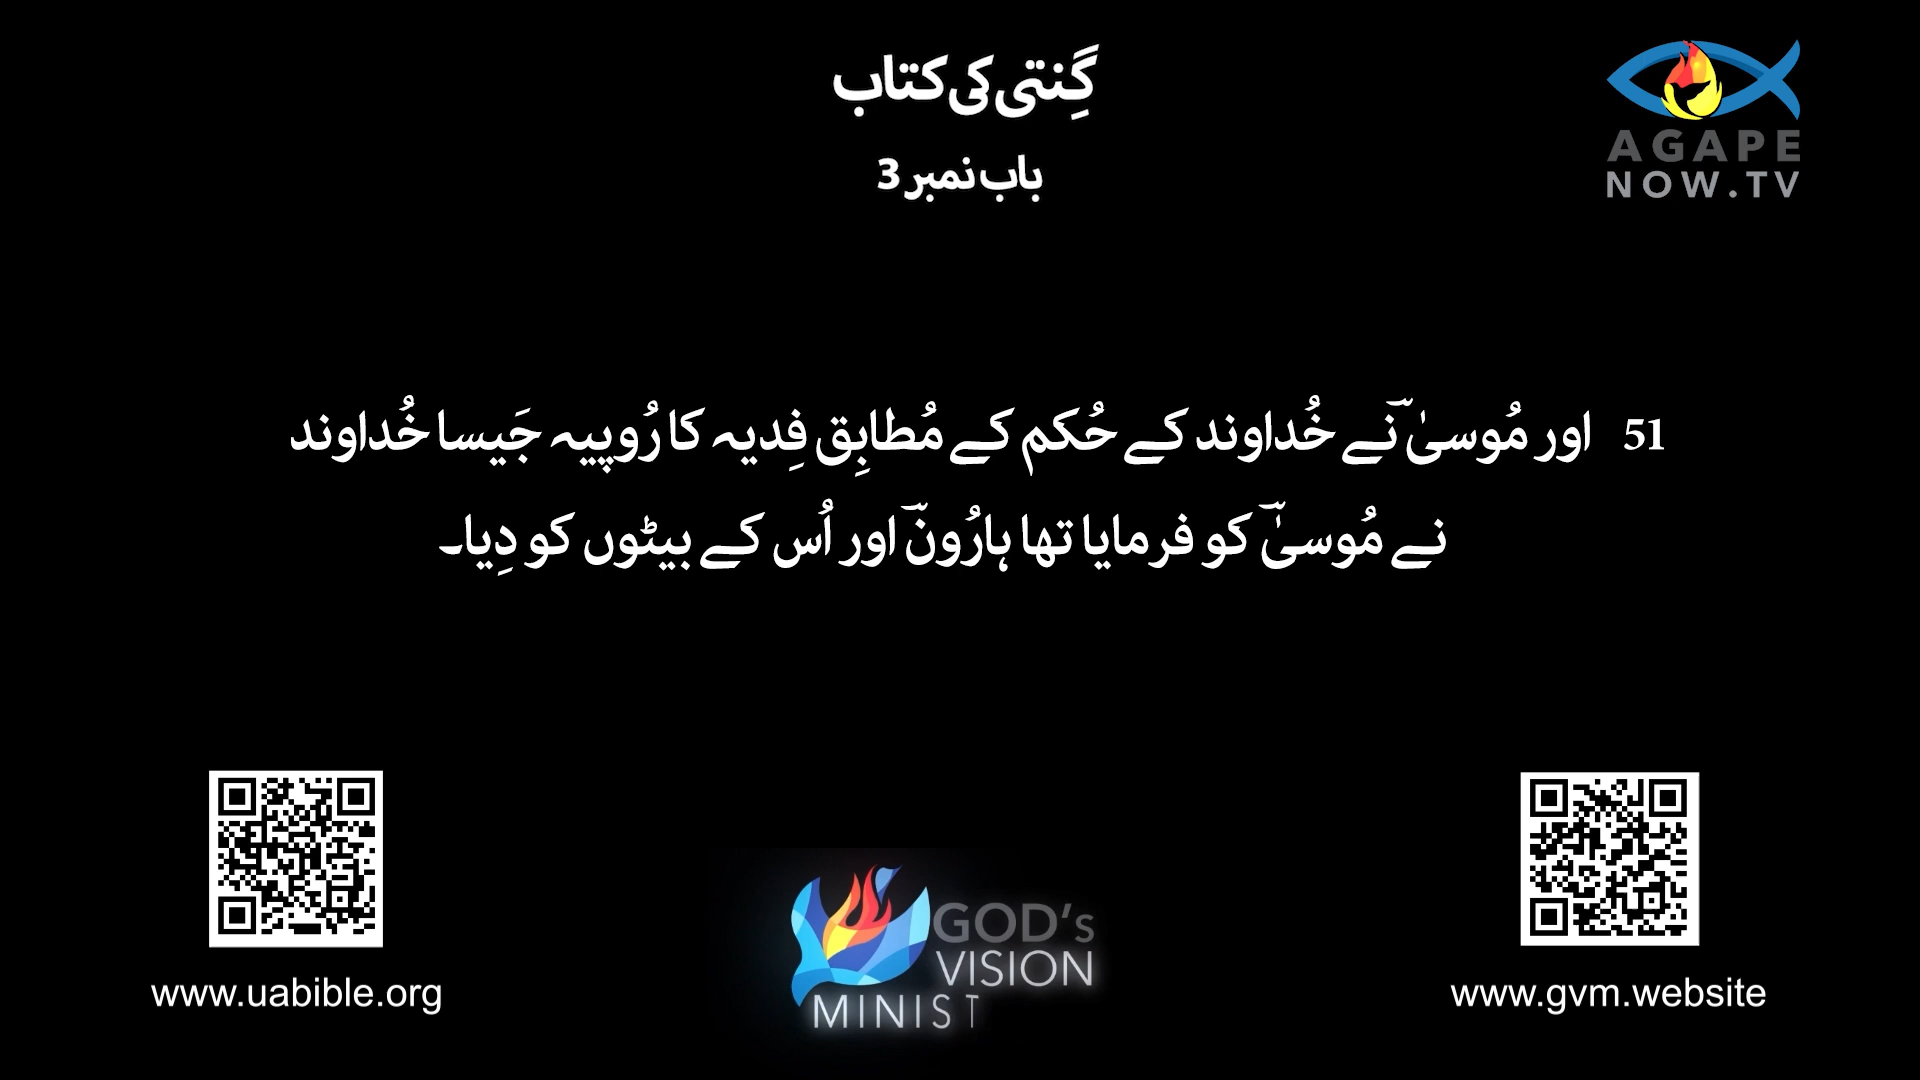 گِنتی کی کتاب
باب نمبر 3
AGAPE
NOW.TV
51 اور مُوسیٰ ؔنے خُداوند کے حُکم کے مُطابِق فِدیہ کا رُوپیہ جَیسا خُداوند
نے مُوسیٰؔ کو فرمایا تھا ہارُونؔ اور اُس کے بیٹوں کو دِیا۔
GOD's
VISION
MINIST
www.uabible.org
www.gvm.website